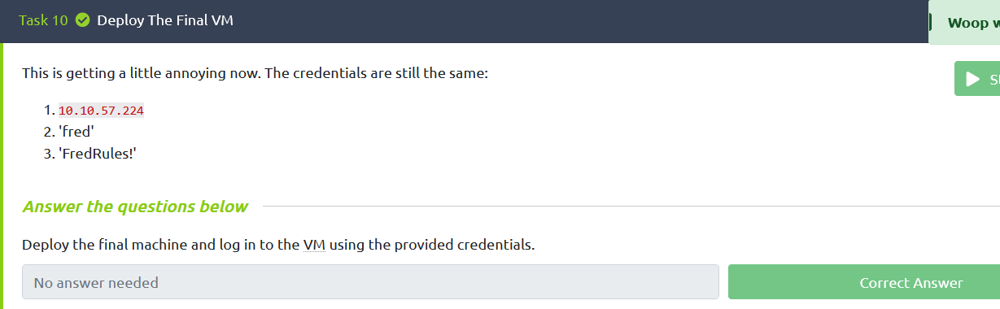 Task 10 Deploy The Final VM
Woop
This is getting a little annoying now. The credentials are still the same:
1. 10.10.57.224
2. 'fred'
3. 'FredRules!'
Answer the questions below
Deploy the final machine and log in to the VM using the provided credentials.
No answer needed
Correct Answer